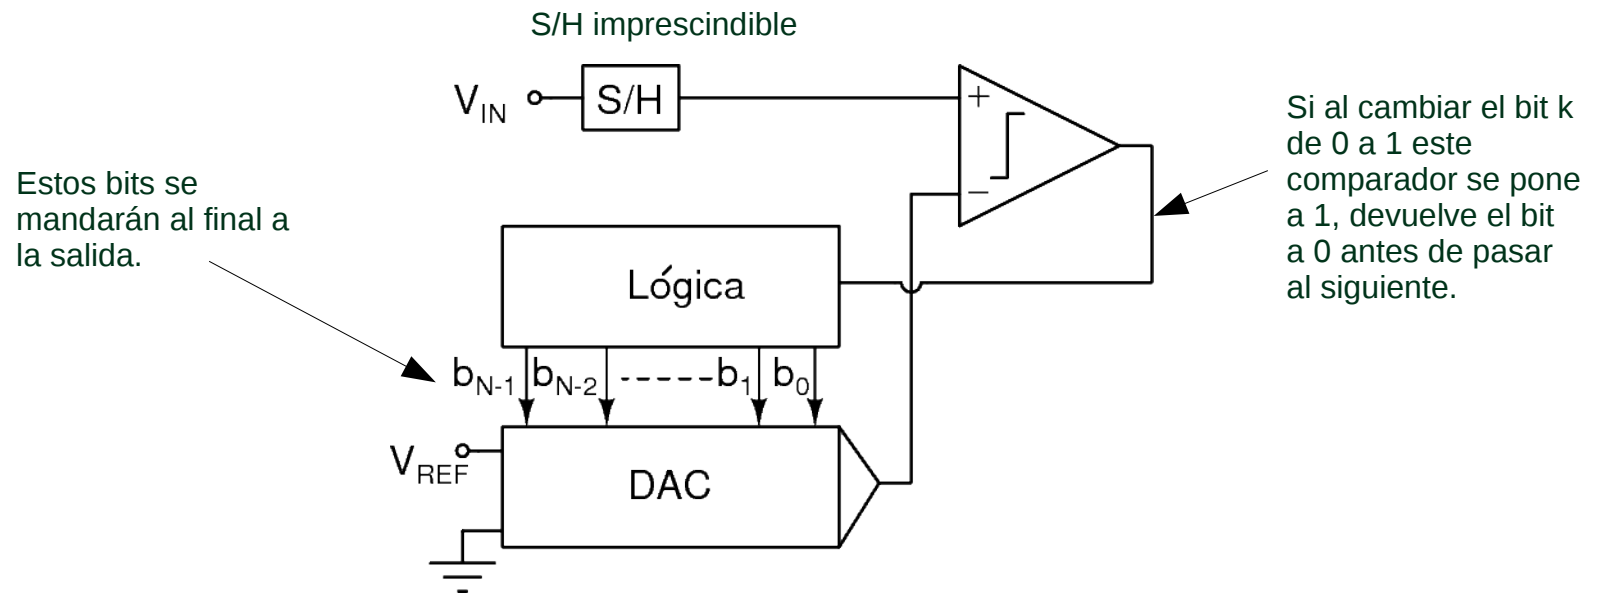 S/H imprescindible
V_IN
S/H
+
−
Si al cambiar el bit k
de 0 a 1 este
comparador se pone
a 1, devuelve el bit
a 0 antes de pasar
al siguiente.
Estos bits se
mandarán al final a
la salida.
Lógica
b_N-1 b_N-2 -----b_1 b_0
V_REF
DAC